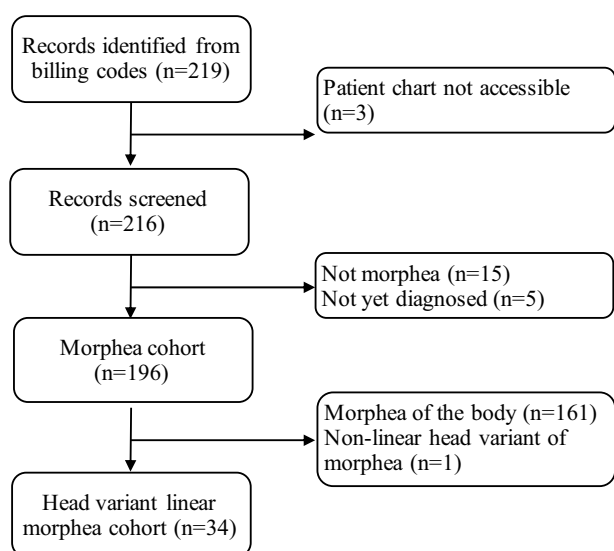 Records identified from
billing codes (n=219)
Patient chart not accessible
(n=3)
Records screened
(n=216)
Not morphea (n=15)
Not yet diagnosed (n=5)
Morphea cohort
(n=196)
Morphea of the body (n=161)
Non-linear head variant of
morphea (n=1)
Head variant linear
morphea cohort (n=34)